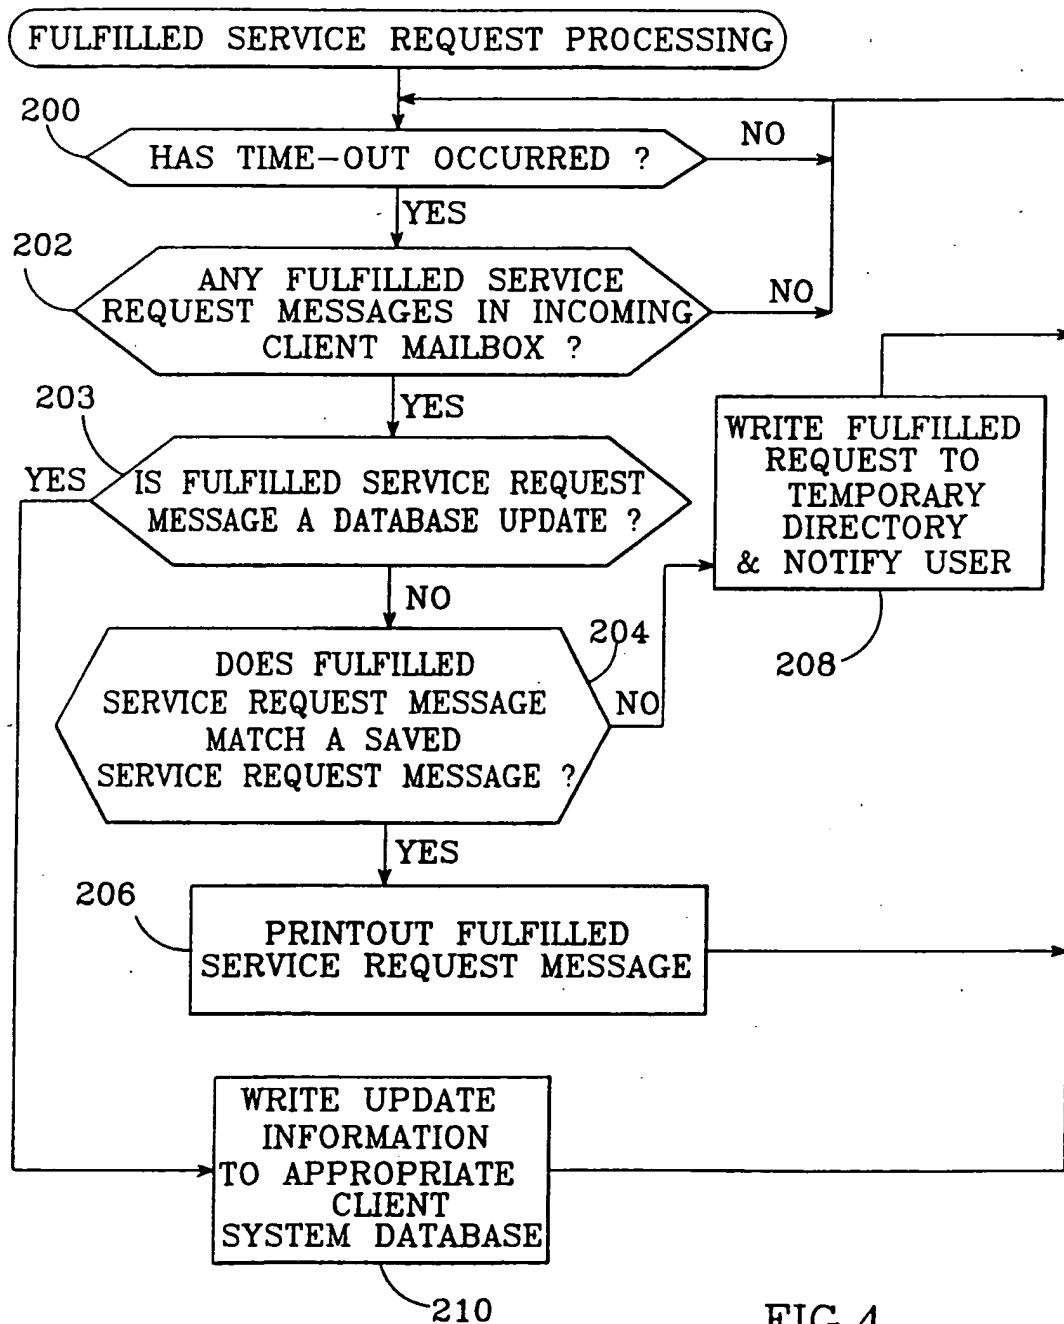 FULFILLED SERVICE REQUEST PROCESSING
200
HAS TIME-OUT OCCURRED ?
NO
YES
202
ANY FULFILLED SERVICE
REQUEST MESSAGES IN INCOMING
CLIENT MAILBOX ?
NO
YES
203
YES
IS FULFILLED SERVICE REQUEST
MESSAGE A DATABASE UPDATE ?
WRITE FULFILLED
REQUEST TO
TEMPORARY
DIRECTORY
& NOTIFY USER
208
NO
204
DOES FULFILLED
SERVICE REQUEST MESSAGE
MATCH A SAVED
SERVICE REQUEST MESSAGE ?
NO
YES
206
PRINTOUT FULFILLED
SERVICE REQUEST MESSAGE
WRITE UPDATE
INFORMATION
TO APPROPRIATE
CLIENT
SYSTEM DATABASE
210
FIG.4